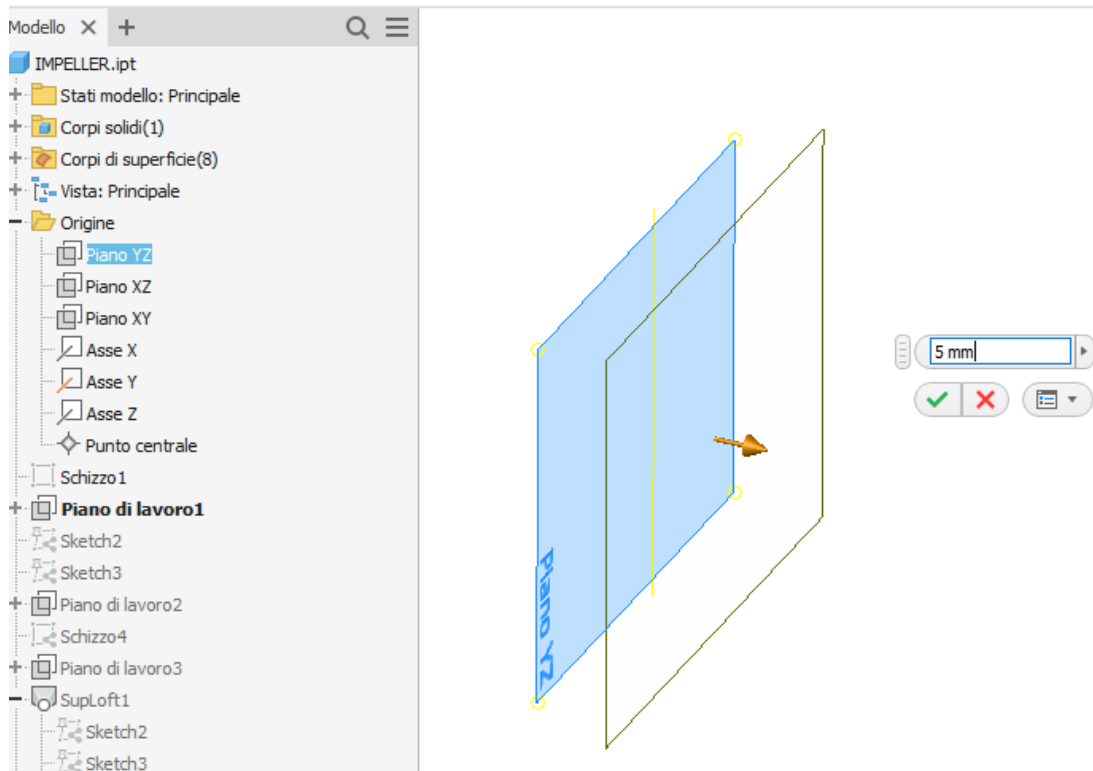 Modello
IMPELLER.ipt
Stati modello: Principale
Corpi solidi(1)
Corpi di superficie(8)
Vista: Principale
Origine
Piano YZ
Piano XZ
Piano XY
Asse X
Asse Y
Asse Z
Punto centrale
Schizzo1
Piano di lavoro1
Sketch2
Sketch3
Piano di lavoro2
Schizzo4
Piano di lavoro3
SupLoft1
Sketch2
Sketch3
Piano YZ
5 mm